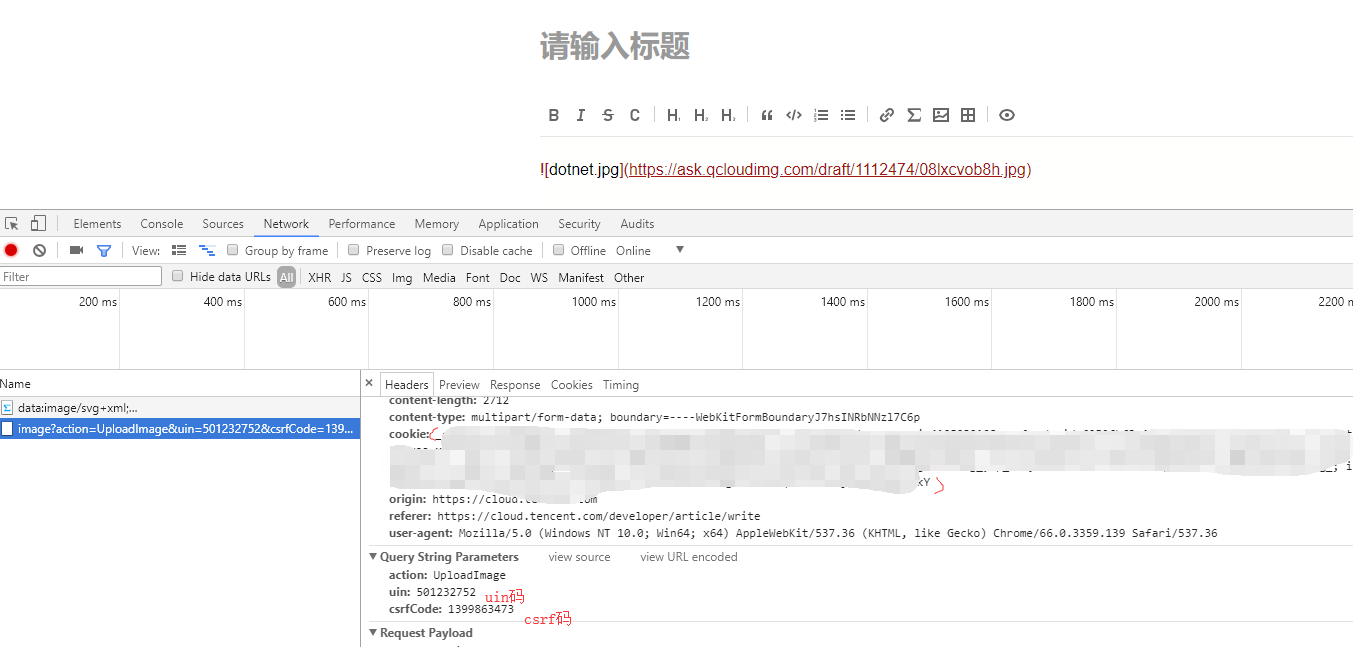 请输入标题
B I S C H1 H2 H3
![dotnet.jpg](https://ask.qcloudimg.com/draft/1112474/08lxcvob8h.jpg)
Elements Console Sources Network Performance Memory Application Security Audits
View: Group by frame Preserve log Disable cache Offline Online
Filter Hide data URLs All XHR JS CSS Img Media Font Doc WS Manifest Other
200 ms 400 ms 600 ms 800 ms 1000 ms 1200 ms 1400 ms 1600 ms 1800 ms 2000 ms 2200 m
Name
data:image/svg+xml;...
image?action=UploadImage&uin=501232752&csrfCode=139...
× Headers Preview Response Cookies Timing
content-length: 2712
content-type: multipart/form-data; boundary=----WebKitFormBoundaryJ7hsINRbNNzl7C6p
cookie:
kY
origin: https://cloud.
referer: https://cloud.tencent.com/developer/article/write
user-agent: Mozilla/5.0 (Windows NT 10.0; Win64; x64) AppleWebKit/537.36 (KHTML, like Gecko) Chrome/66.0.3359.139 Safari/537.36
Query String Parameters view source view URL encoded
action: UploadImage
uin: 501232752 uin码
csrfCode: 1399863473 csrf码
Request Payload